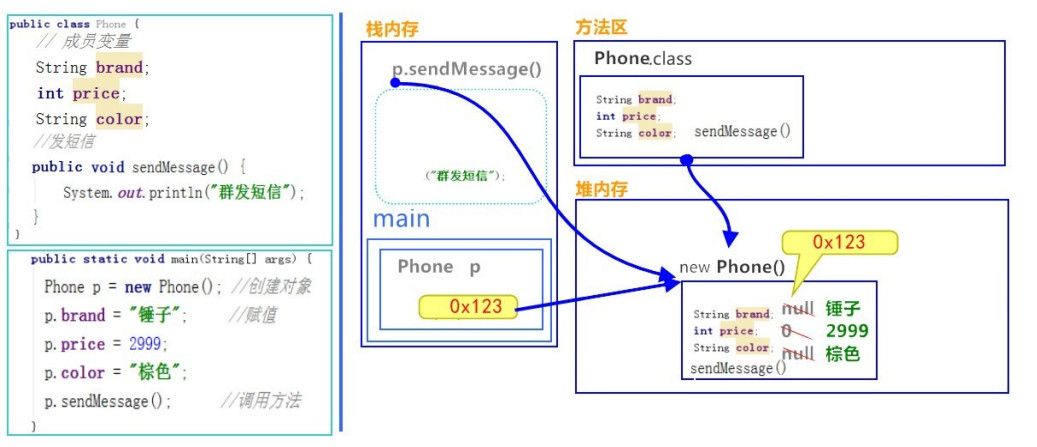 public class Phone {
// 成员变量
String brand;
int price;
String color;
//发短信
public void sendMessage() {
System.out.println("群发短信");
}
}
public static void main(String[] args) {
Phone p = new Phone(); //创建对象
p.brand = "锤子"; //赋值
p.price = 2999;
p.color = "棕色";
p.sendMessage(); //调用方法
}
栈内存
p.sendMessage()
("群发短信");
main
Phone p
0x123
方法区
Phone.class
String brand;
int price;
String color; sendMessage()
堆内存
0x123
new Phone()
String brand; null 锤子
int price; 0 2999
String color; null 棕色
sendMessage()